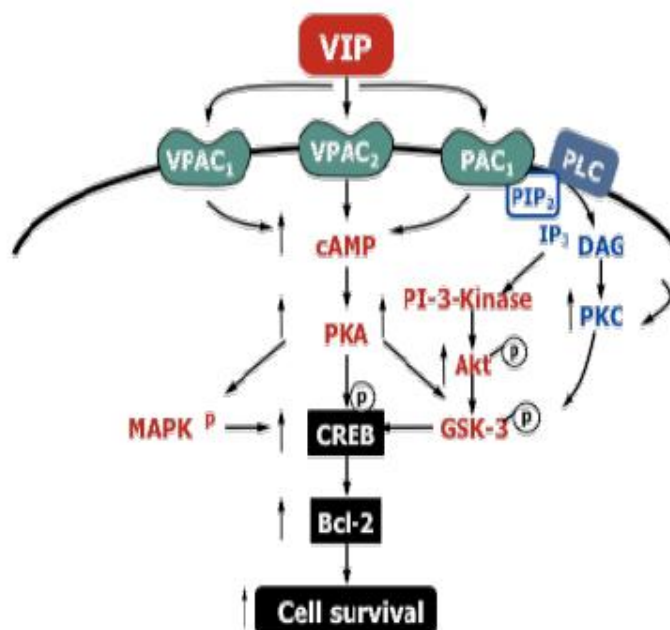 VIP
VPAC₁
VPAC₂
PAC₁
PLC
PIP₂
cAMP
IP₃
DAG
PI-3-Kinase
PKC
PKA
Akt
p
p
MAPK p
CREB
GSK-3
p
Bcl-2
Cell survival